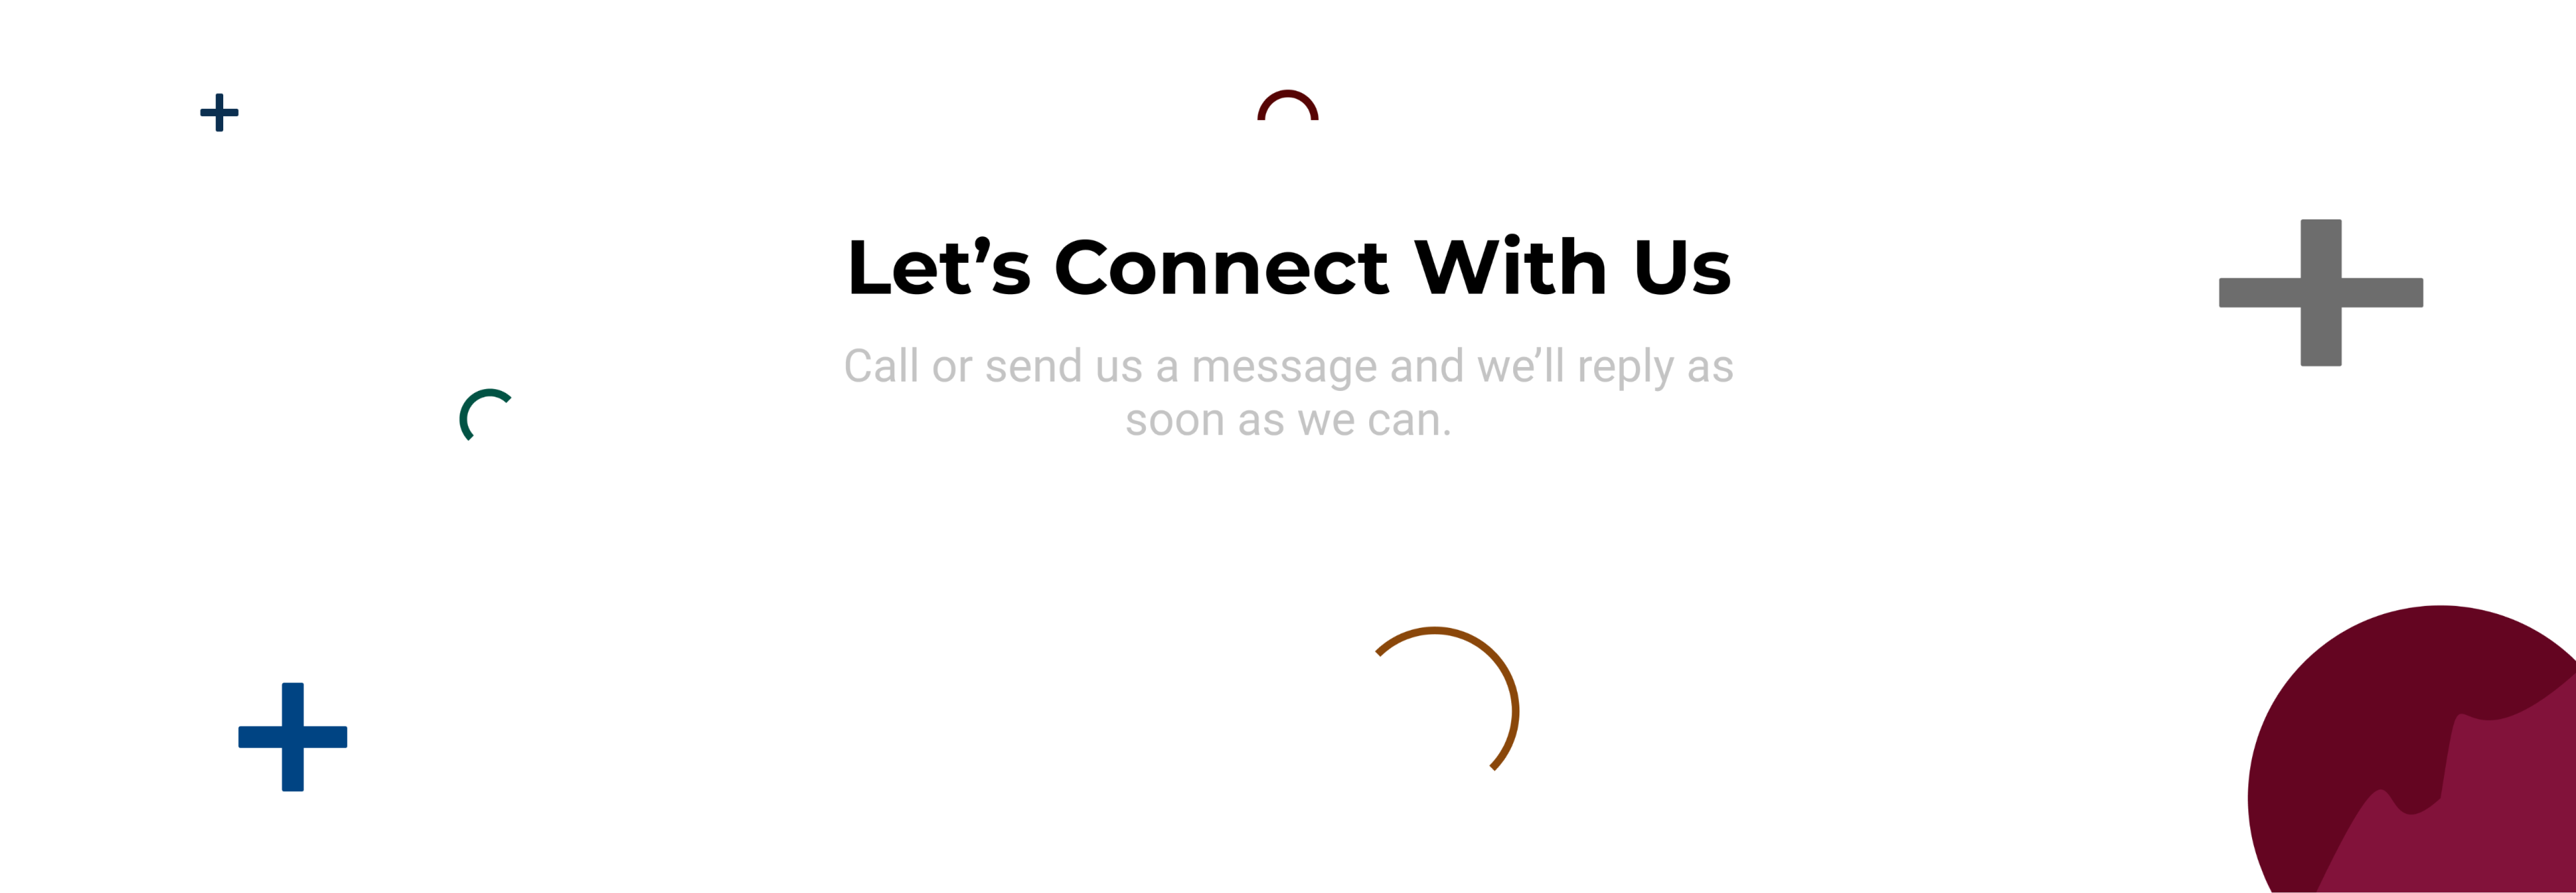 Let’s Connect With Us
Call or send us a message and we’ll reply as
soon as we can.